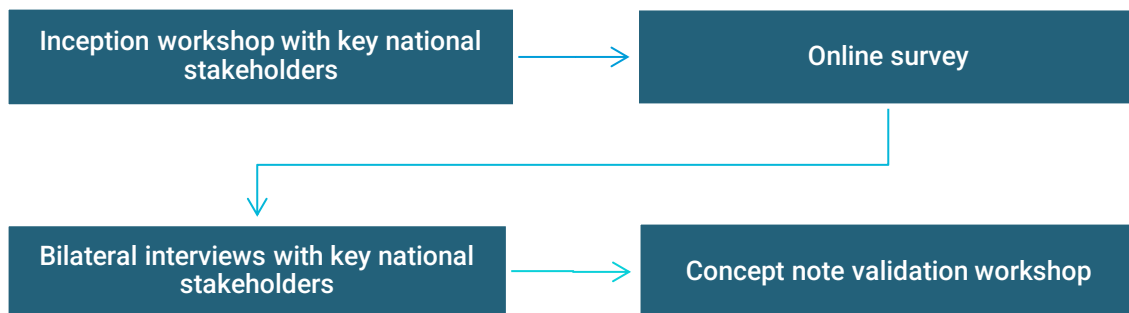 Inception workshop with key national
stakeholders
Online survey
Bilateral interviews with key national
stakeholders
Concept note validation workshop